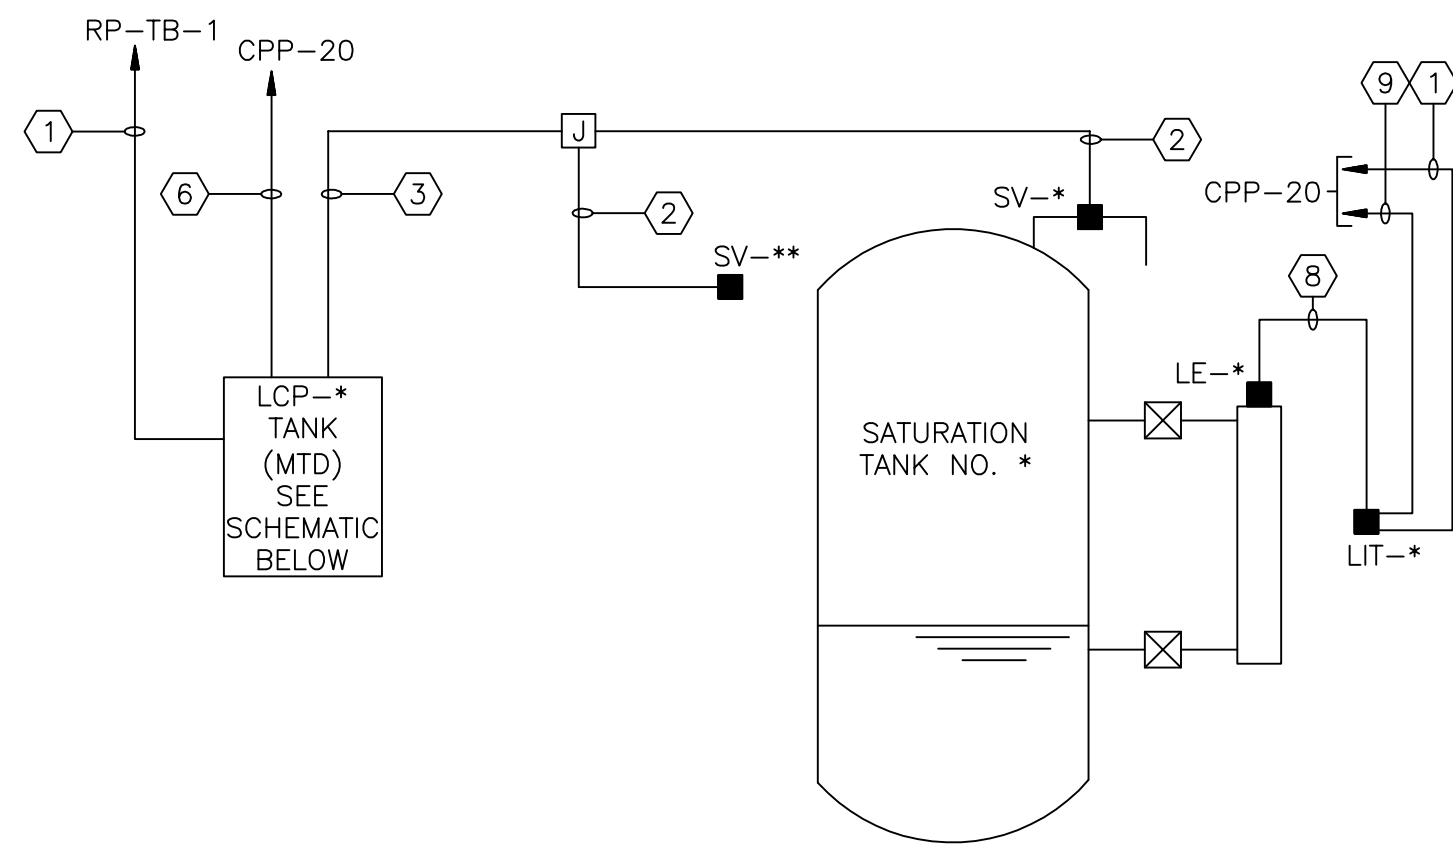 RP-TB-1
CPP-20
1
6
3
J
2
2
SV-*
SV-**
9
1
CPP-20
8
LE-*
LIT-*
LCP-*
TANK
(MTD)
SEE
SCHEMATIC
BELOW
SATURATION
TANK NO. *